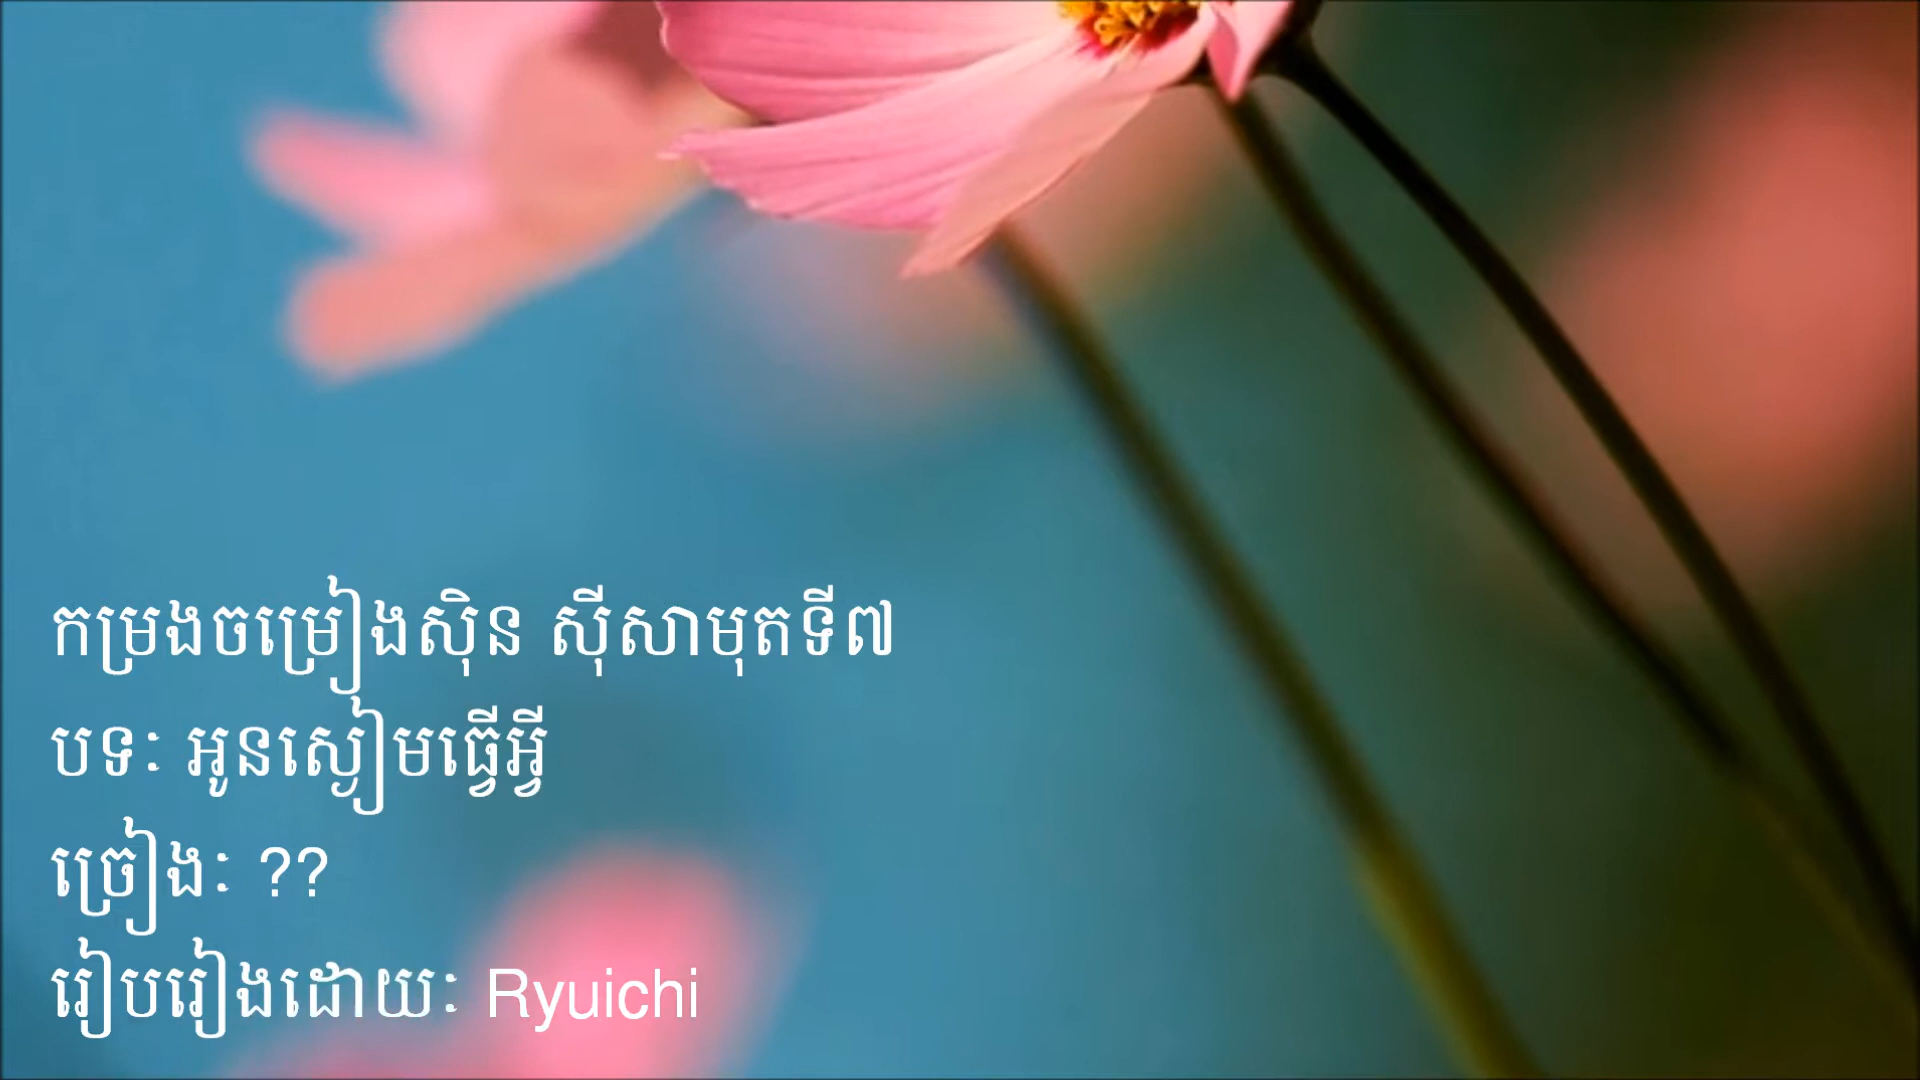 កម្រងចម្រៀងស៊ិន ស៊ីសាមុតទី៧
បទៈ អូនស្ងៀមធ្វើអ្វី
ច្រៀងៈ ??
រៀបរៀងដោយៈ Ryuichi